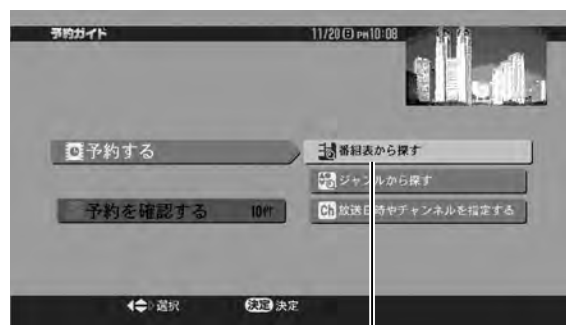 予約ガイド
11/20(日)PM10:08
予約する
番組表から探す
ジャンルから探す
予約を確認する 10件
Ch 放送日時やチャンネルを指定する
選択 決定 決定